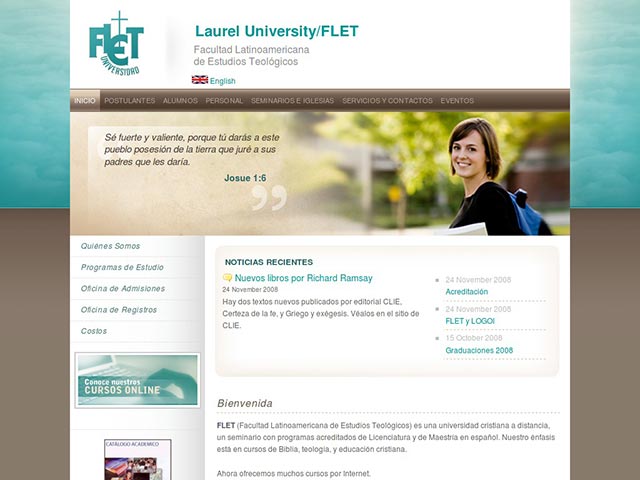 FLET
UNIVERSIDAD
Laurel University/FLET
Facultad Latinoamericana
de Estudios Teológicos
English
INICIO POSTULANTES ALUMNOS PERSONAL SEMINARIOS E IGLESIAS SERVICIOS Y CONTACTOS EVENTOS
Sé fuerte y valiente, porque tú darás a este
pueblo posesión de la tierra que juré a sus
padres que les daría.
Josue 1:6
Quiénes Somos
Programas de Estudio
Oficina de Admisiones
Oficina de Registros
Costos
Conoce nuestros
CURSOS ONLINE
CATÁLOGO ACADEMICO
NOTICIAS RECIENTES
Nuevos libros por Richard Ramsay
24 November 2008
Hay dos textos nuevos publicados por editorial CLIE,
Certeza de la fe, y Griego y exégesis. Véalos en el sitio de
CLIE.
24 November 2008
Acreditación
24 November 2008
FLET y LOGOI
15 October 2008
Graduaciones 2008
Bienvenida
FLET (Facultad Latinoamericana de Estudios Teológicos) es una universidad cristiana a distancia,
un seminario con programas acreditados de Licenciatura y de Maestría en español. Nuestro énfasis
está en cursos de Biblia, teología, y educación cristiana.
Ahora ofrecemos muchos cursos por Internet.